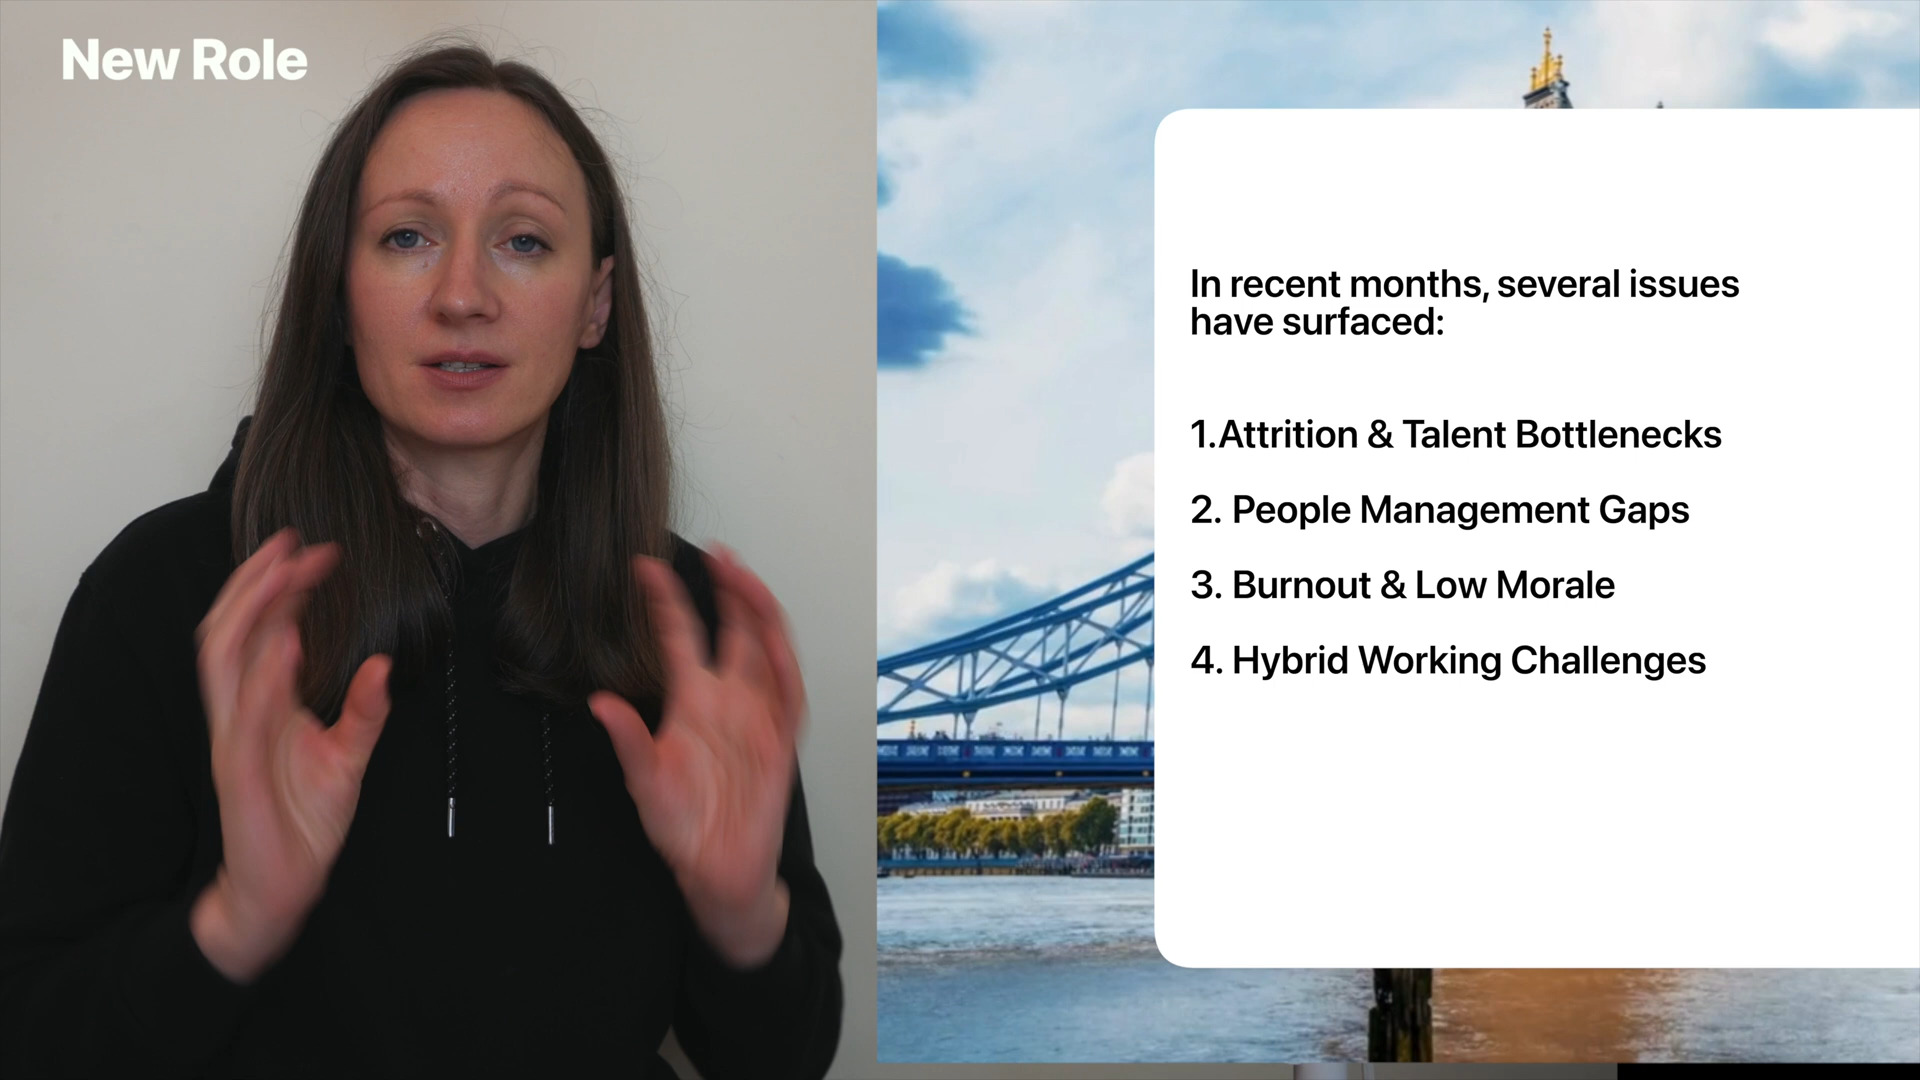 New Role
In recent months, several issues
have surfaced:
1.Attrition & Talent Bottlenecks
2. People Management Gaps
3. Burnout & Low Morale
4. Hybrid Working Challenges